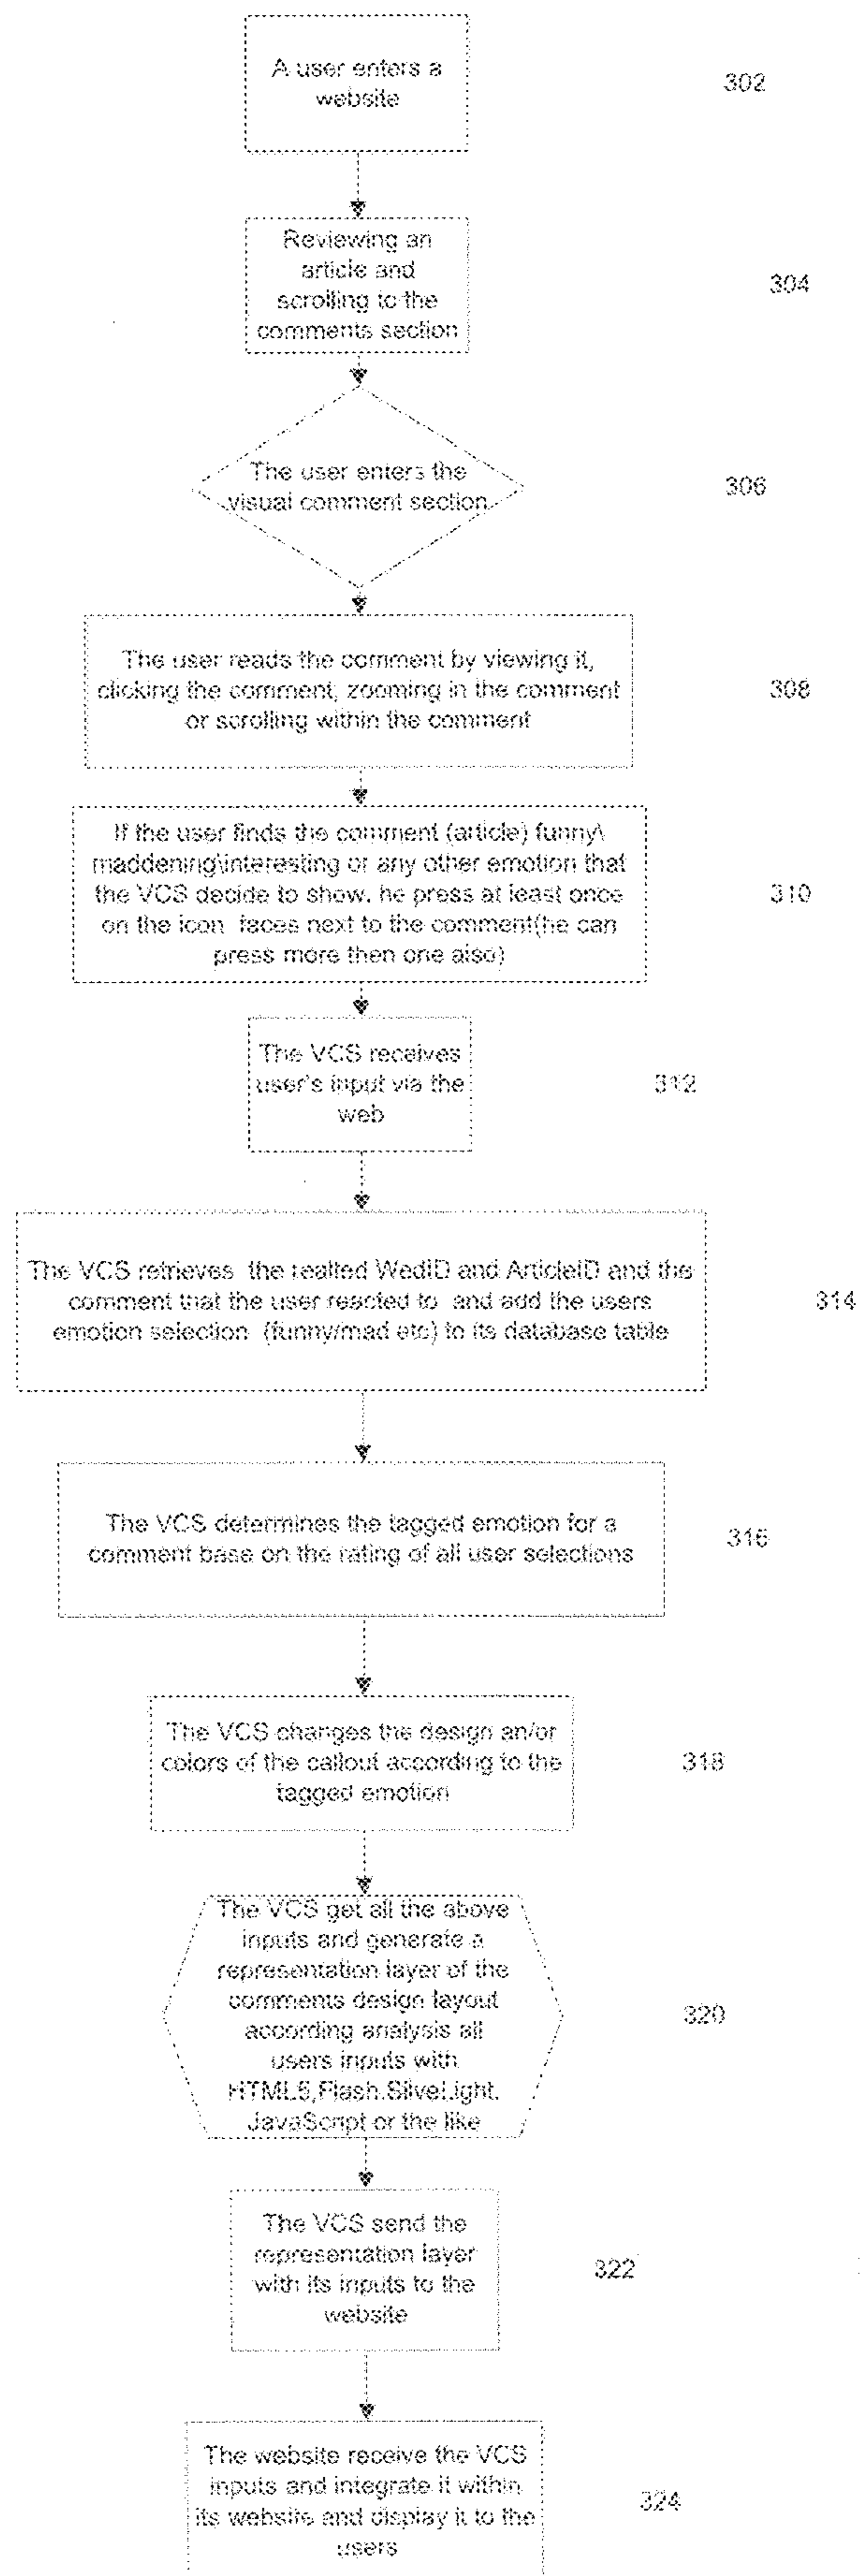 A user enters a
website
302
Reviewing an
article and
scrolling to the
comments section
304
The user enters the
visual comment section
306
The user reads the comment by viewing it,
clicking the comment, zooming in the comment
or scrolling within the comment
308
If the user finds the comment (article) funny\
maddening\interesting or any other emotion that
the VCS decide to show, he press at least once
on the icon faces next to the comment(he can
press more then one also)
310
The VCS receives
user's input via the
web
312
The VCS retrieves the realted WedID and ArticleID and the
comment that the user reacted to and add the users
emotion selection (funny/mad etc) to its database table
314
The VCS determines the tagged emotion for a
comment base on the rating of all user selections
316
The VCS changes the design an/or
colors of the callout according to the
tagged emotion
318
The VCS get all the above
inputs and generate a
representation layer of the
comments design layout
according analysis all
users inputs with
HTML5,Flash.SilveLight.
JavaScript or the like
320
The VCS send the
representation layer
with its inputs to the
website
322
The website receive the VCS
inputs and integrate it within
its website and display it to the
users
324